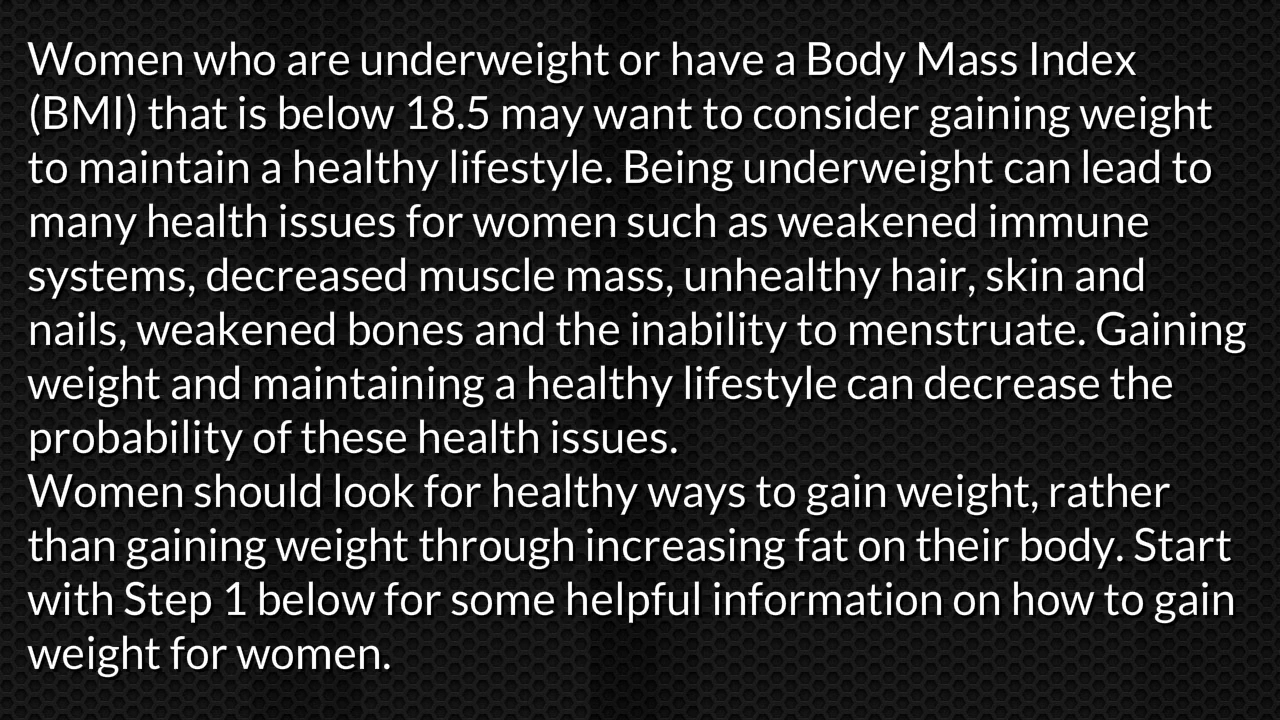 Women who are underweight or have a Body Mass Index
(BMI) that is below 18.5 may want to consider gaining weight
to maintain a healthy lifestyle. Being underweight can lead to
many health issues for women such as weakened immune
systems, decreased muscle mass, unhealthy hair, skin and
nails, weakened bones and the inability to menstruate. Gaining
weight and maintaining a healthy lifestyle can decrease the
probability of these health issues.
Women should look for healthy ways to gain weight, rather
than gaining weight through increasing fat on their body. Start
with Step 1 below for some helpful information on how to gain
weight for women.